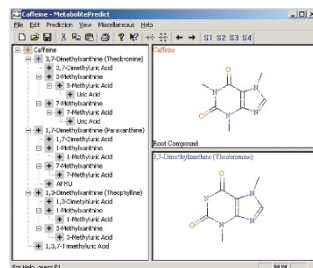 Caffeine - MetabolitePredict
File Edit Prediction View Miscellaneous Help
S1 S2 S3 S4
Caffeine
3,7-Dimethylxanthine (Theobromine)
3,7-Dimethyluric Acid
3-Methylxanthine
3-Methyluric Acid
Uric Acid
7-Methylxanthine
7-Methyluric Acid
Uric Acid
1,7-Dimethylxanthine (Paraxanthine)
1,7-Dimethyluric Acid
1-Methylxanthine
1-Methyluric Acid
7-Methylxanthine
7-Methyluric Acid
AFMU
1,3-Dimethylxanthine (Theophylline)
1,3-Dimethyluric Acid
1-Methylxanthine
1-Methyluric Acid
3-Methylxanthine
3-Methyluric Acid
1,3,7-Trimethyluric Acid
Caffeine
Root Compound
3,7-Dimethylxanthine (Theobromine)
For Help, press F1
NUM